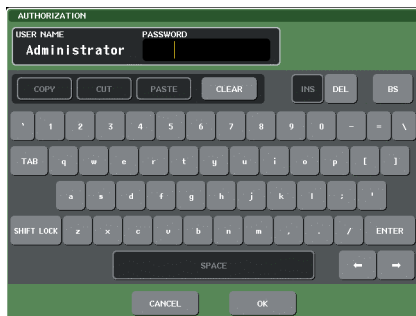 AUTHORIZATION
USER NAME PASSWORD
Administrator
COPY CUT PASTE CLEAR INS DEL BS
` 1 2 3 4 5 6 7 8 9 0 - = \
TAB q w e r t y u i o p [ ]
a s d f g h j k l ; '
SHIFT LOCK z x c v b n m , . / ENTER
SPACE ← →
CANCEL OK